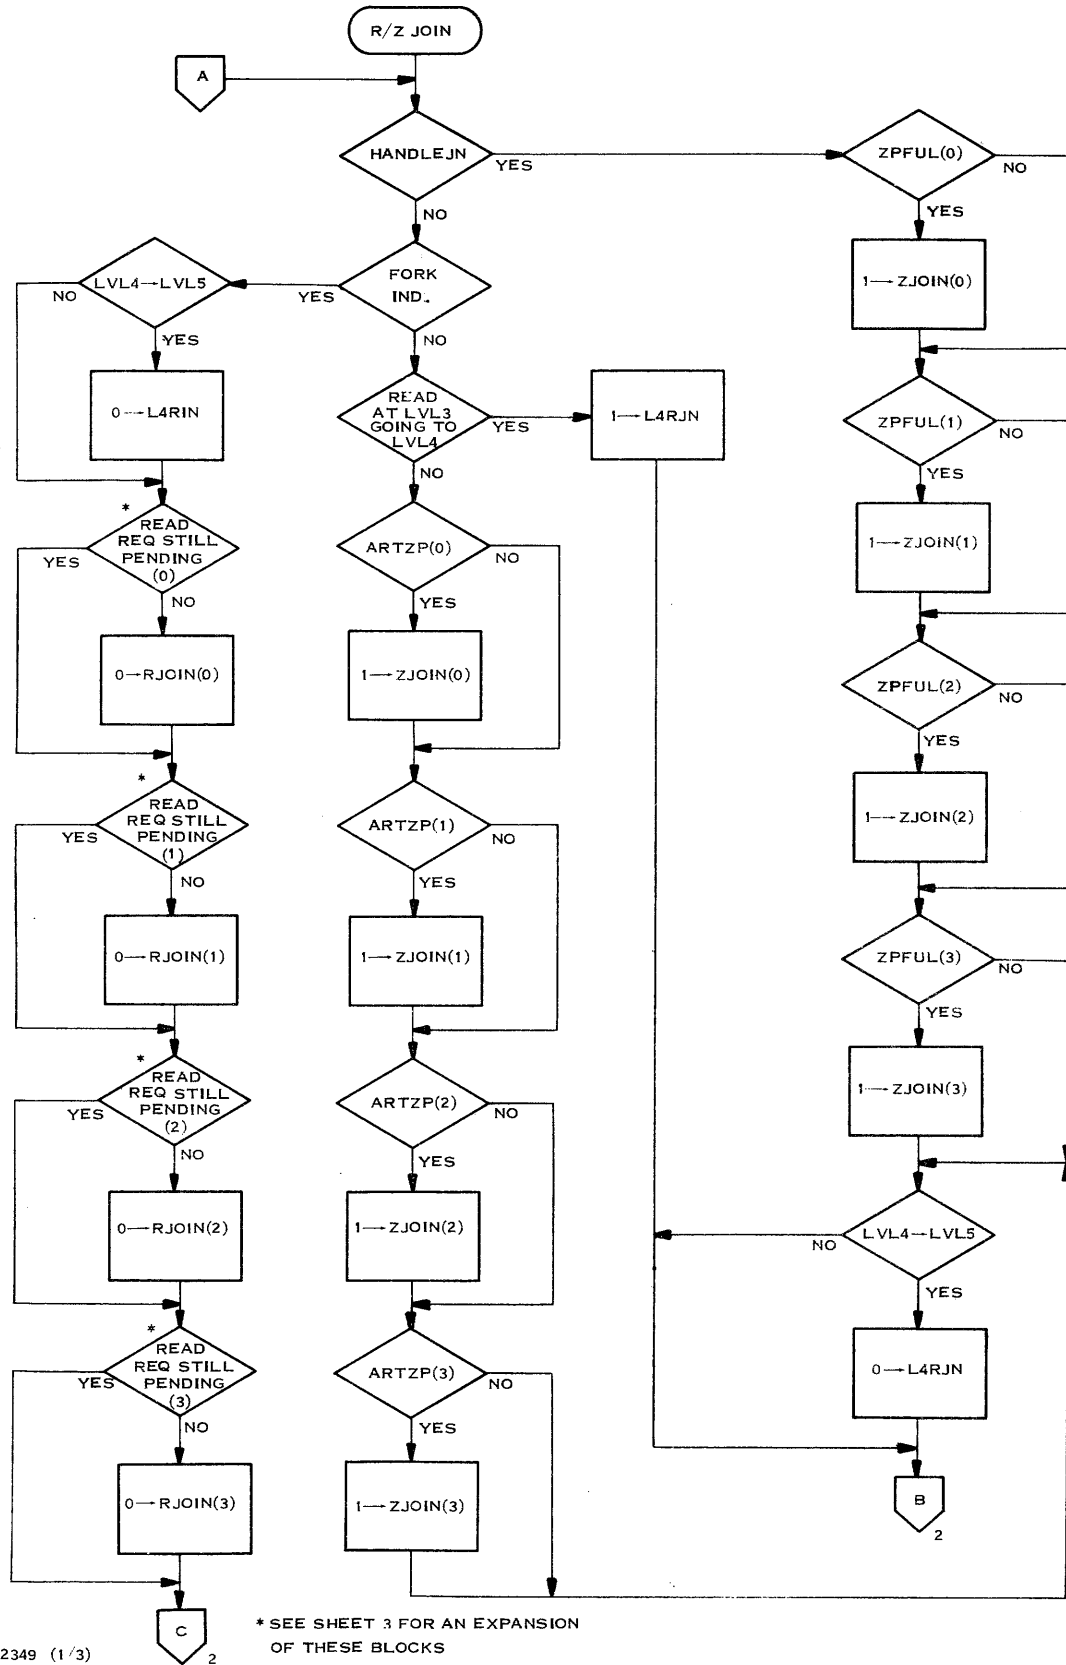 R/Z JOIN
A
HANDLEJN
YES
NO
ZPFUL(0)
NO
YES
LVL4→LVL5
NO
YES
FORK
IND.
YES
NO
1→ZJOIN(0)
0→L4RIN
READ
AT LVL3
GOING TO
LVL4
YES
NO
1→L4RJN
ZPFUL(1)
NO
YES
*
READ
REQ STILL
PENDING
(0)
YES
NO
ARTZP(0)
NO
YES
1→ZJOIN(1)
0→RJOIN(0)
1→ZJOIN(0)
ZPFUL(2)
NO
YES
*
READ
REQ STILL
PENDING
(1)
YES
NO
ARTZP(1)
NO
YES
1→ZJOIN(2)
0→RJOIN(1)
1→ZJOIN(1)
ZPFUL(3)
NO
YES
*
READ
REQ STILL
PENDING
(2)
YES
NO
ARTZP(2)
NO
YES
1→ZJOIN(3)
0→RJOIN(2)
1→ZJOIN(2)
LVL4→LVL5
NO
YES
*
READ
REQ STILL
PENDING
(3)
YES
NO
ARTZP(3)
NO
YES
0→L4RJN
0→RJOIN(3)
1→ZJOIN(3)
B
2
C
2
* SEE SHEET 3 FOR AN EXPANSION
OF THESE BLOCKS
2349 (1/3)